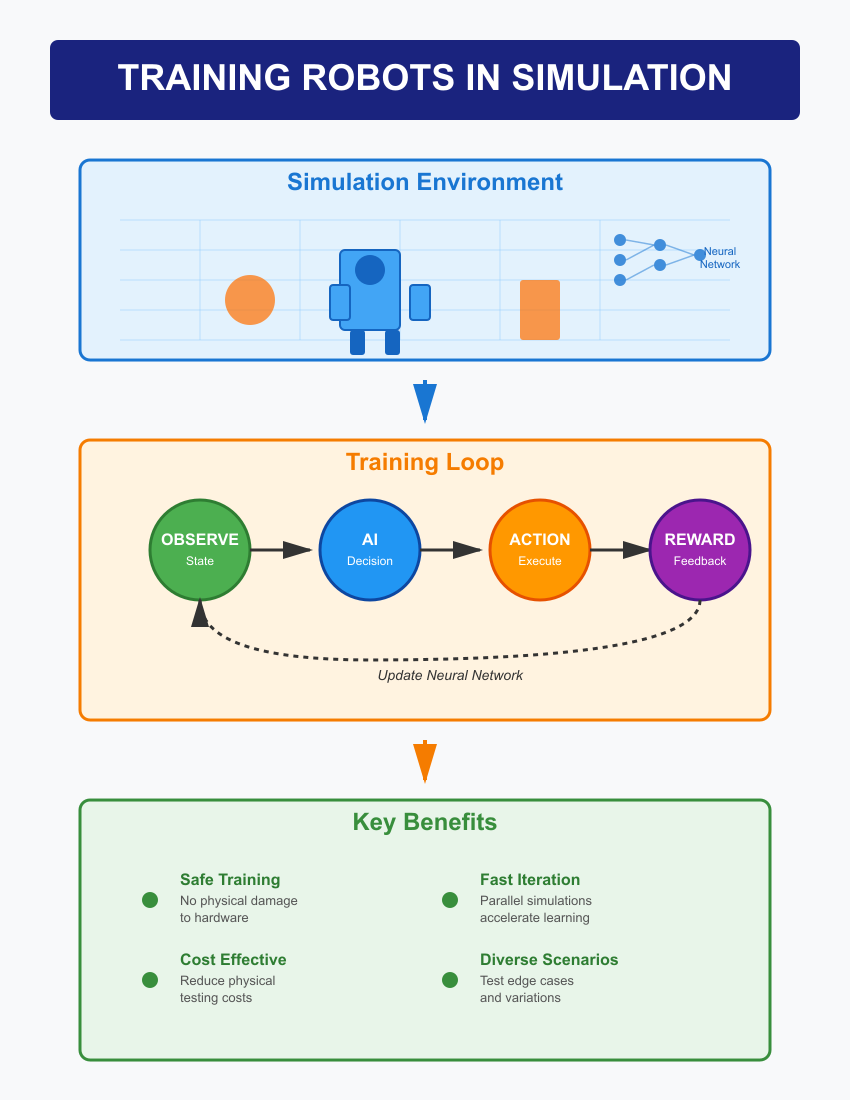 TRAINING ROBOTS IN SIMULATION
Simulation Environment
Neural
Network
Training Loop
OBSERVE
State
AI
Decision
ACTION
Execute
REWARD
Feedback
Update Neural Network
Key Benefits
Safe Training
No physical damage
to hardware
Fast Iteration
Parallel simulations
accelerate learning
Cost Effective
Reduce physical
testing costs
Diverse Scenarios
Test edge cases
and variations